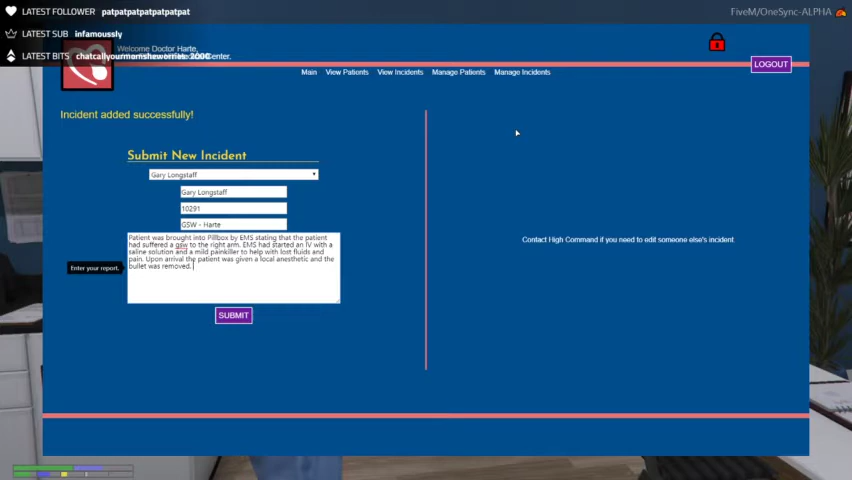 LATEST FOLLOWER patpatpatpatpatpatpat
FiveM/OneSync-ALPHA
LATEST SUB infamoussly
Welcome Doctor Harte,
LATEST BITS
Center.
LOGOUT
Main View Patients View Incidents Manage Patients Manage Incidents
Incident added successfully!
Submit New Incident
Gary Longstaff
Gary Longstaff
10291
GSW - Harte
Patient was brought into Pillbox by EMS stating that the patient
had suffered a gsw to the right arm. EMS had started an IV with a
saline solution and a mild painkiller to help with lost fluids and
pain. Upon arrival the patient was given a local anesthetic and the
bullet was removed.
Enter your report.
SUBMIT
Contact High Command if you need to edit someone else's incident.